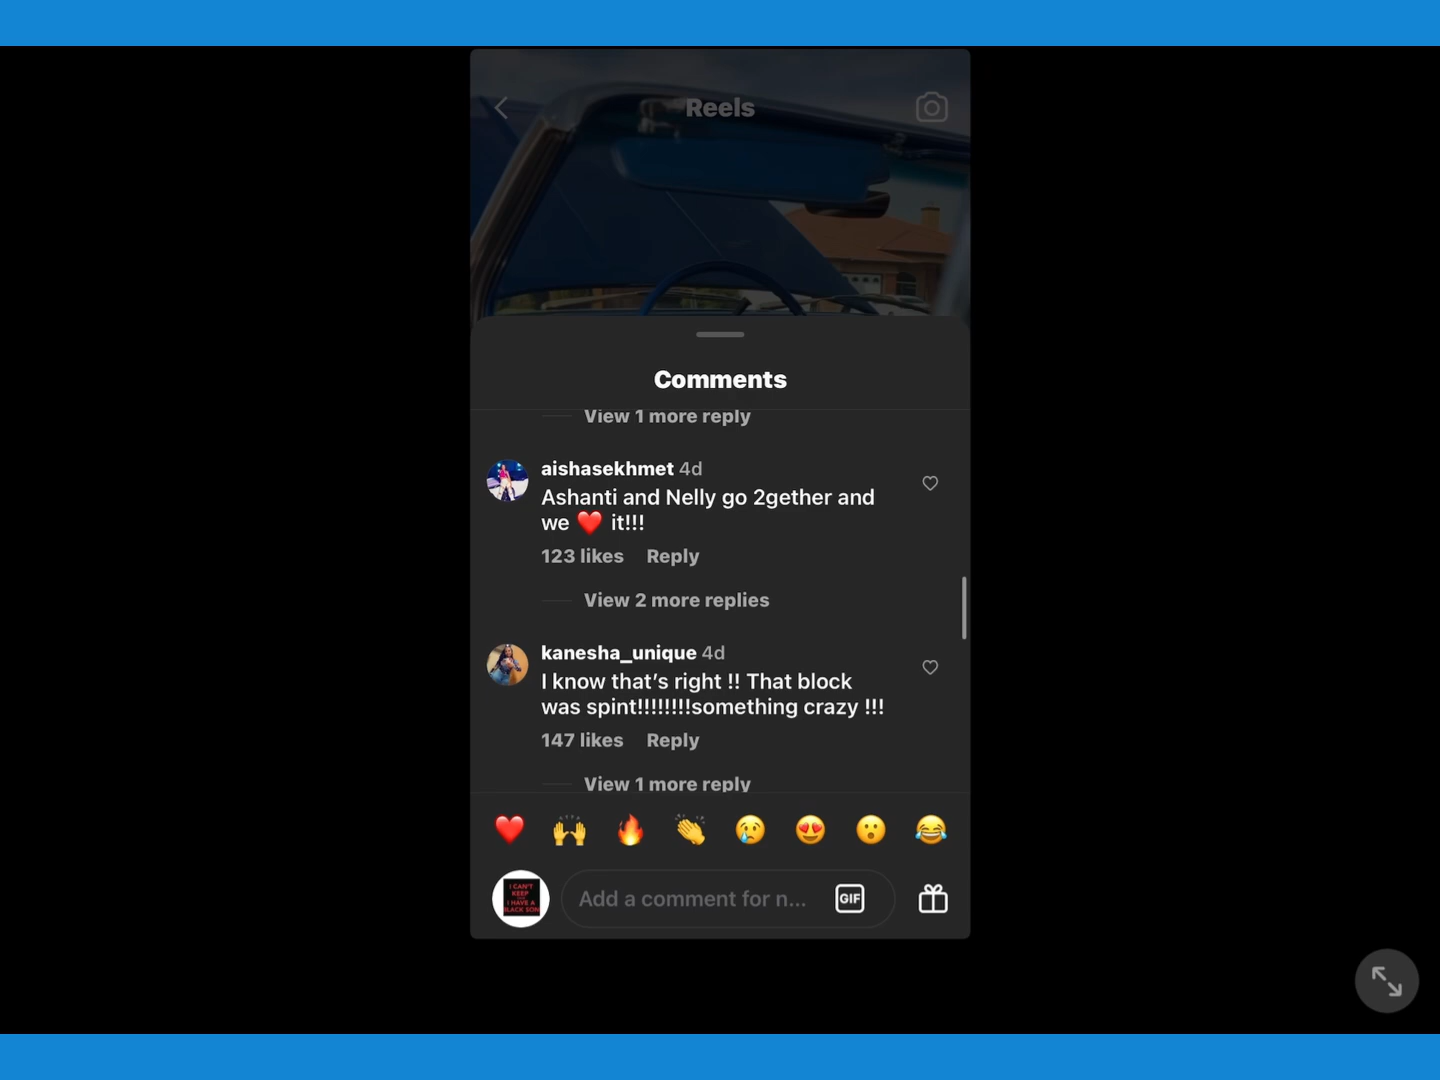 Reels
Comments
View 1 more reply
aishasekhmet 4d
Ashanti and Nelly go 2gether and
we ❤️ it!!!
123 likes Reply
View 2 more replies
kanesha_unique 4d
I know that’s right !! That block
was spint!!!!!!!!something crazy !!!
147 likes Reply
View 1 more reply
❤️ 🙌 🔥 👏 😢 😍 😮 😂
I CAN'T
KEEP
I HAVE A
BLACK SON
Add a comment for n... GIF